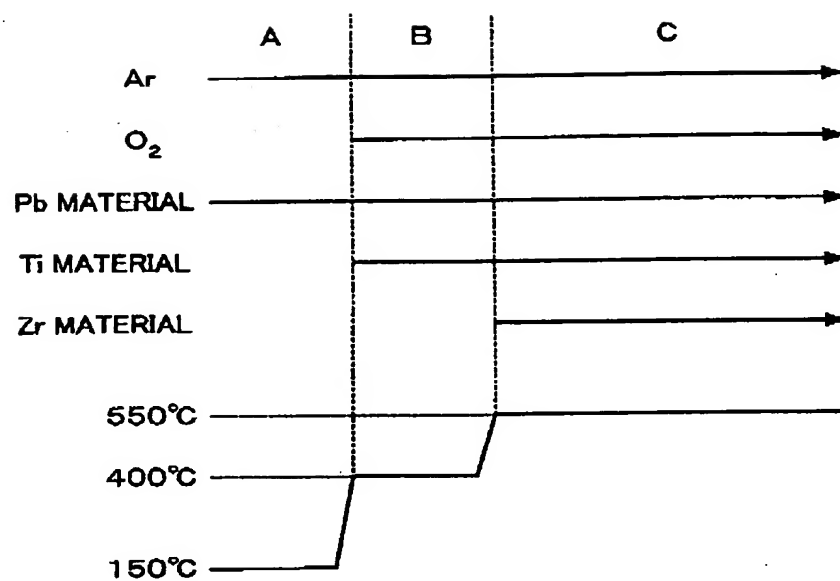 A B C
Ar
O₂
Pb MATERIAL
Ti MATERIAL
Zr MATERIAL
550°C
400°C
150°C